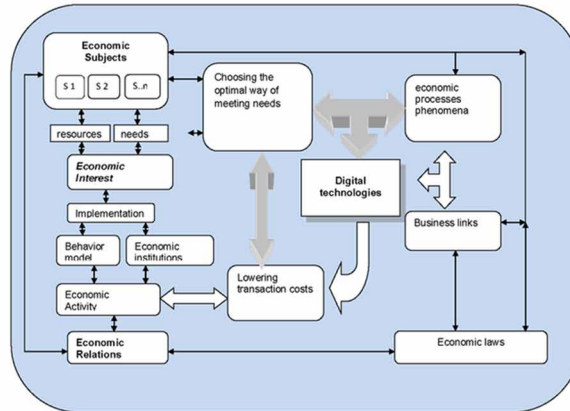 Economic
Subjects
S 1
S 2
S..n
Choosing the
optimal way of
meeting needs
economic
processes
phenomena
resources
needs
Economic
Interest
Digital
technologies
Implementation
Business links
Behavior
model
Economic
institutions
Lowering
transaction costs
Economic
Activity
Economic
Relations
Economic laws